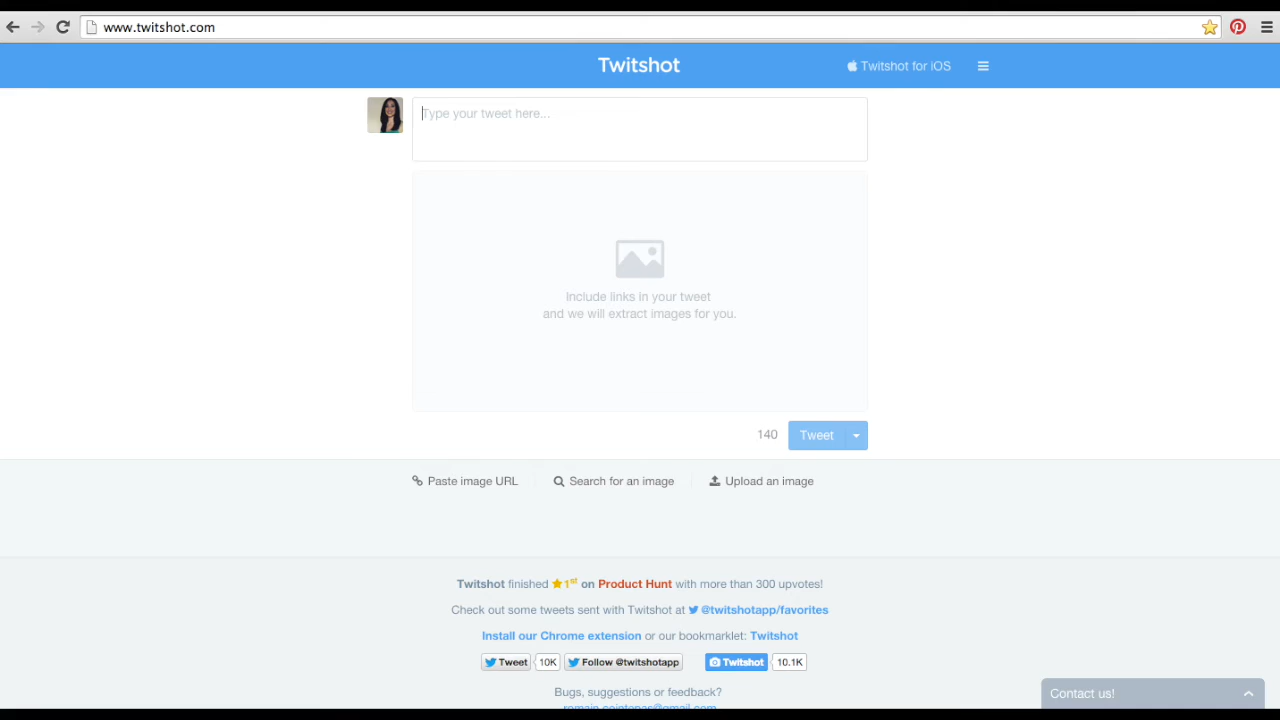 www.twitshot.com
Twitshot
Twitshot for iOS
Type your tweet here...
Include links in your tweet
and we will extract images for you.
140 Tweet
Paste image URL Search for an image Upload an image
Twitshot finished 1st on Product Hunt with more than 300 upvotes!
Check out some tweets sent with Twitshot at @twitshotapp/favorites
Install our Chrome extension or our bookmarklet: Twitshot
Tweet 10K Follow @twitshotapp Twitshot 10.1K
Bugs, suggestions or feedback?
Contact us!